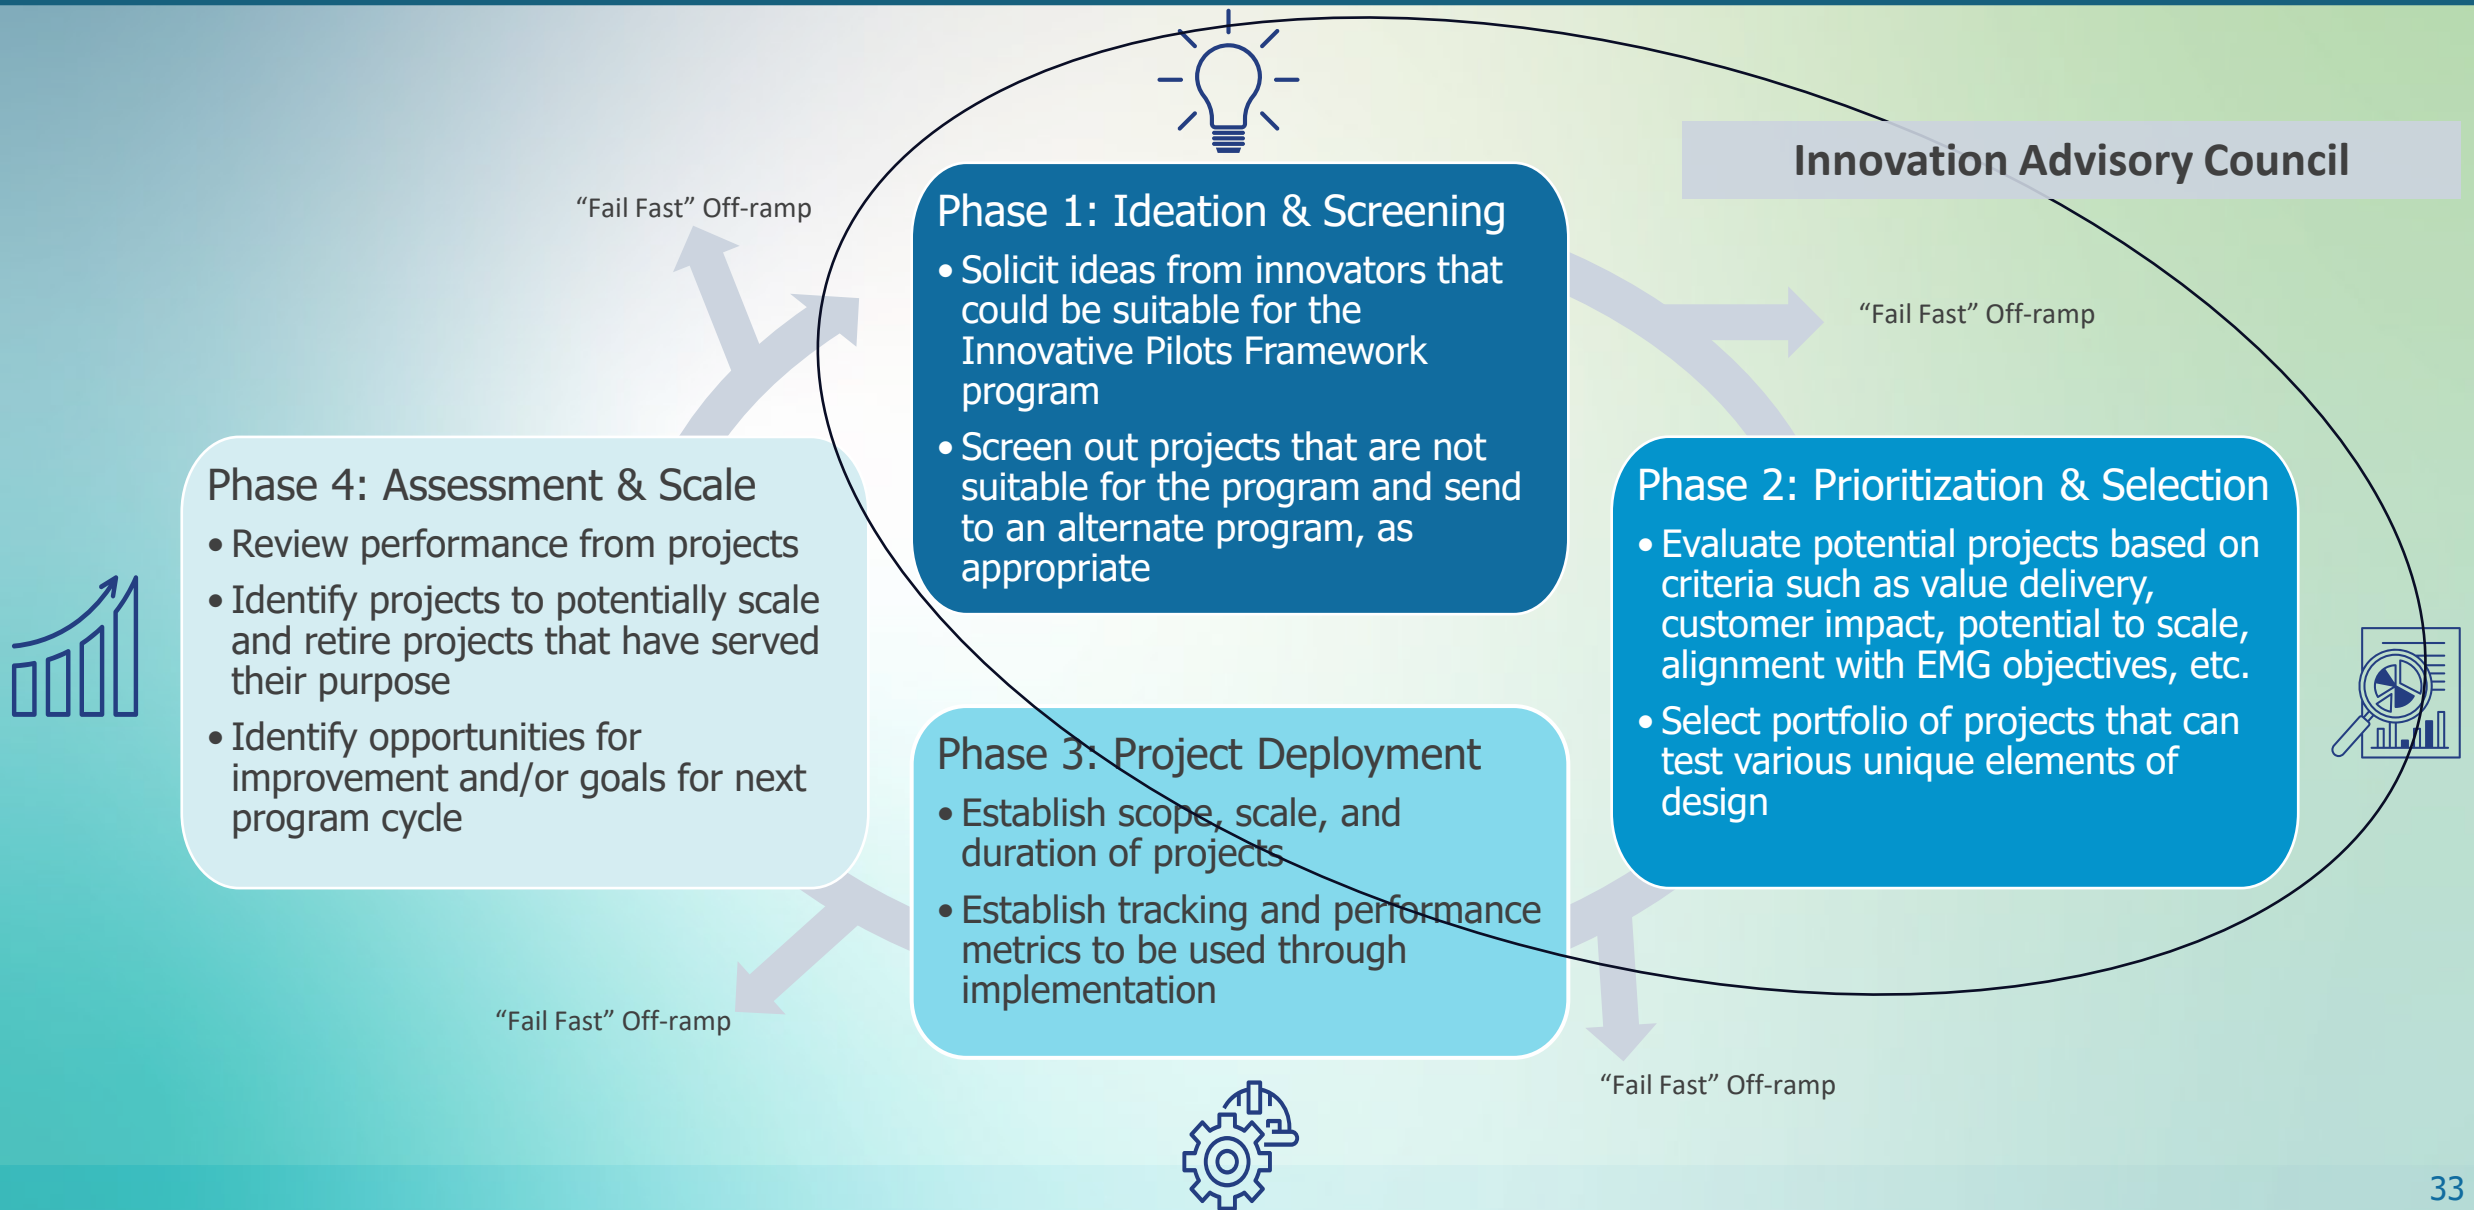 Innovation Advisory Council
“Fail Fast” Off-ramp
Phase 1: Ideation & Screening
• Solicit ideas from innovators that
could be suitable for the
Innovative Pilots Framework
program
• Screen out projects that are not
suitable for the program and send
to an alternate program, as
appropriate
“Fail Fast” Off-ramp
Phase 2: Prioritization & Selection
• Evaluate potential projects based on
criteria such as value delivery,
customer impact, potential to scale,
alignment with EMG objectives, etc.
• Select portfolio of projects that can
test various unique elements of
design
“Fail Fast” Off-ramp
Phase 3: Project Deployment
• Establish scope, scale, and
duration of projects
• Establish tracking and performance
metrics to be used through
implementation
“Fail Fast” Off-ramp
Phase 4: Assessment & Scale
• Review performance from projects
• Identify projects to potentially scale
and retire projects that have served
their purpose
• Identify opportunities for
improvement and/or goals for next
program cycle
33